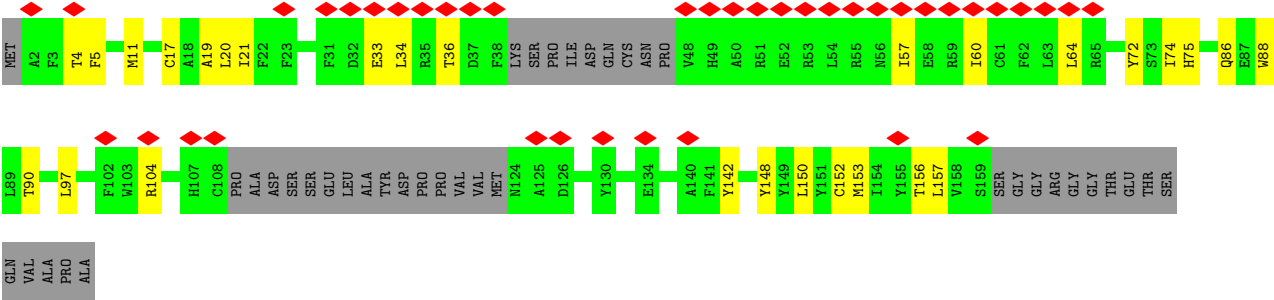 MET A2 F3 T4 F5 M11 C17 A18 A19 L20 I21 F22 F23 F31 D32 E33 L34 R35 T36 D37 F38 LYS SER PRO ILE ASP GLN CYS ASN PRO V48 H49 A50 R51 E52 R53 L54 R55 N56 I57 E58 R59 I60 C61 F62 L63 L64 R65 Y72 S73 I74 H75 Q86 E87 W88
L89 T90 L97 F102 W103 R104 H107 C108 PRO ALA ASP SER SER GLU LEU ALA TYR ASP PRO PRO VAL VAL MET N124 A125 D126 Y130 E134 A140 F141 Y142 Y148 Y149 L150 Y151 C152 M153 I154 Y155 T156 L157 V158 S159 SER GLY GLY ARG GLY GLY THR GLU THR SER
GLN VAL ALA PRO ALA